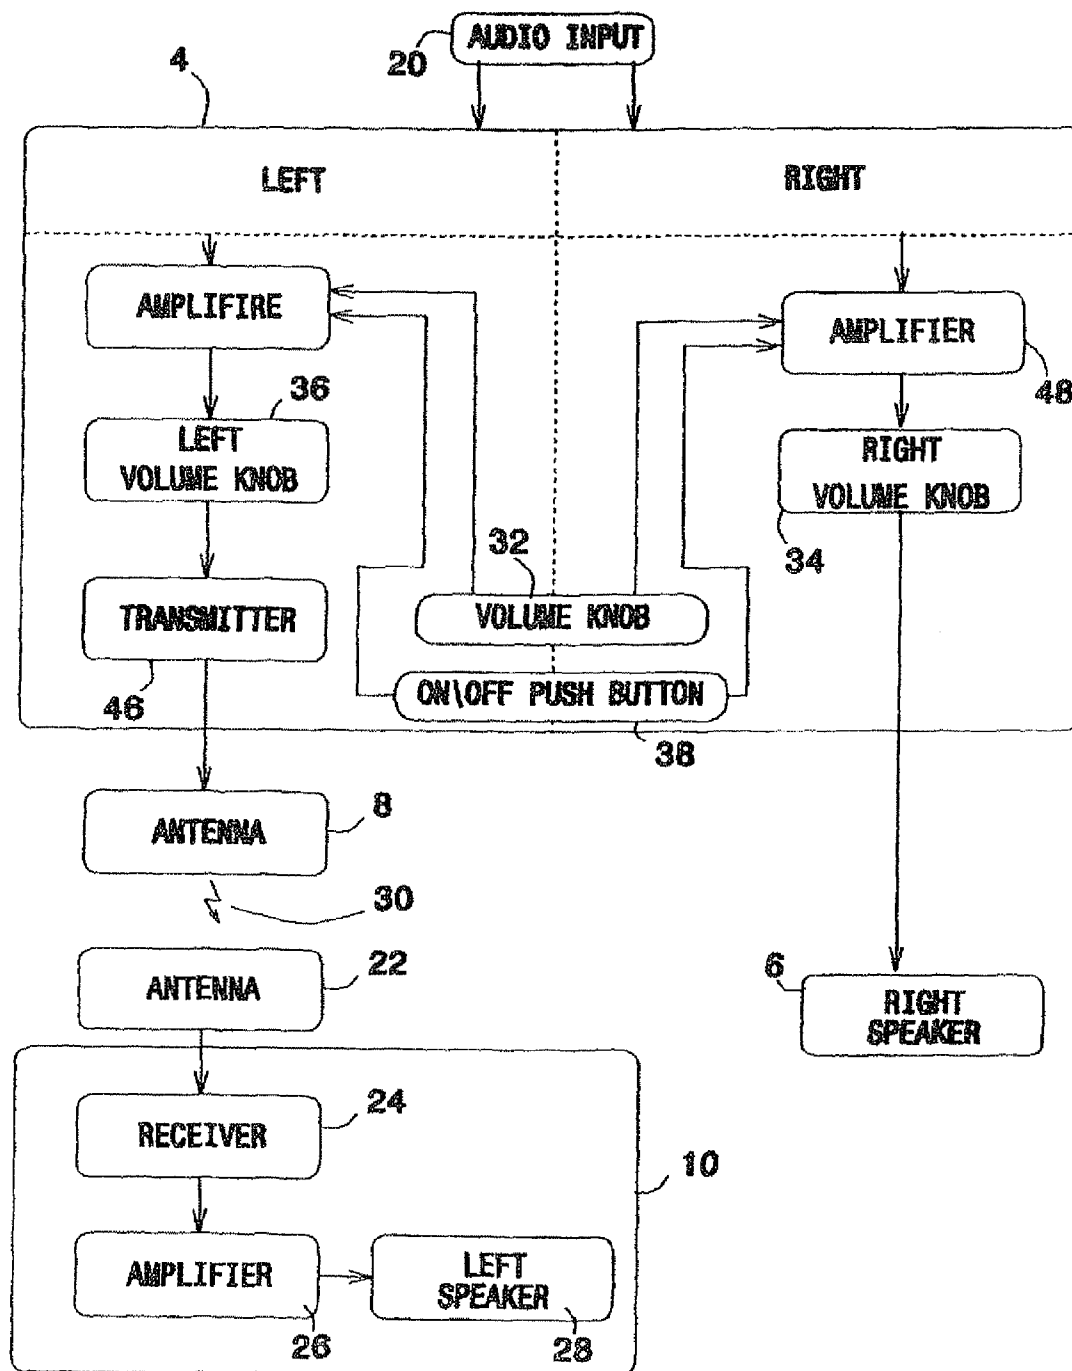 AUDIO INPUT
20
4
LEFT
RIGHT
AMPLIFIRE
AMPLIFIER
48
36
LEFT
VOLUME KNOB
RIGHT
VOLUME KNOB
34
32
VOLUME KNOB
TRANSMITTER
46
ON\OFF PUSH BUTTON
38
ANTENNA
8
30
ANTENNA
22
6
RIGHT
SPEAKER
RECEIVER
24
10
AMPLIFIER
26
LEFT
SPEAKER
28